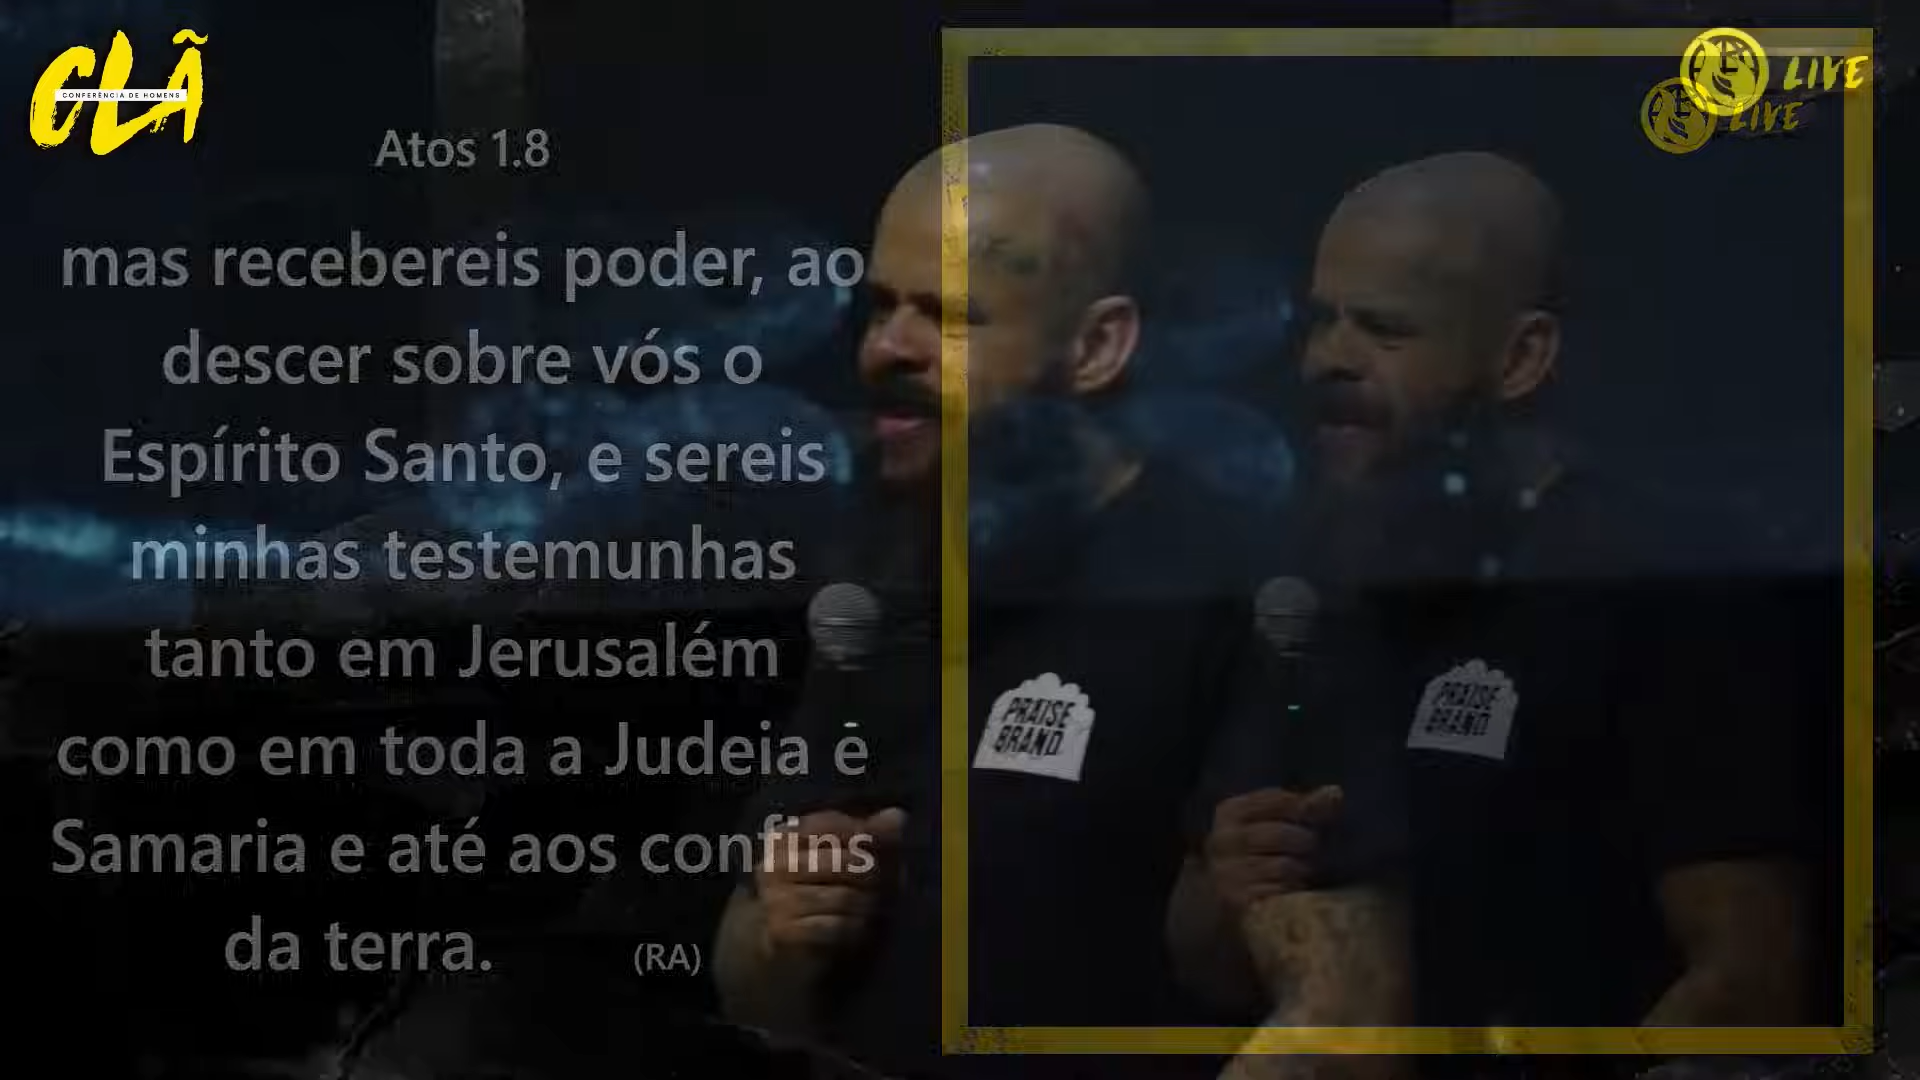 CLÃ
CONFERÊNCIA DE HOMENS
LIVE
LIVE
Atos 1.8
mas recebereis poder, ao
descer sobre vós o
Espírito Santo, e sereis
minhas testemunhas
tanto em Jerusalém
como em toda a Judeia e
Samaria e até aos confins
da terra. (RA)
PRAISE
BRAND
PRAISE
BRAND